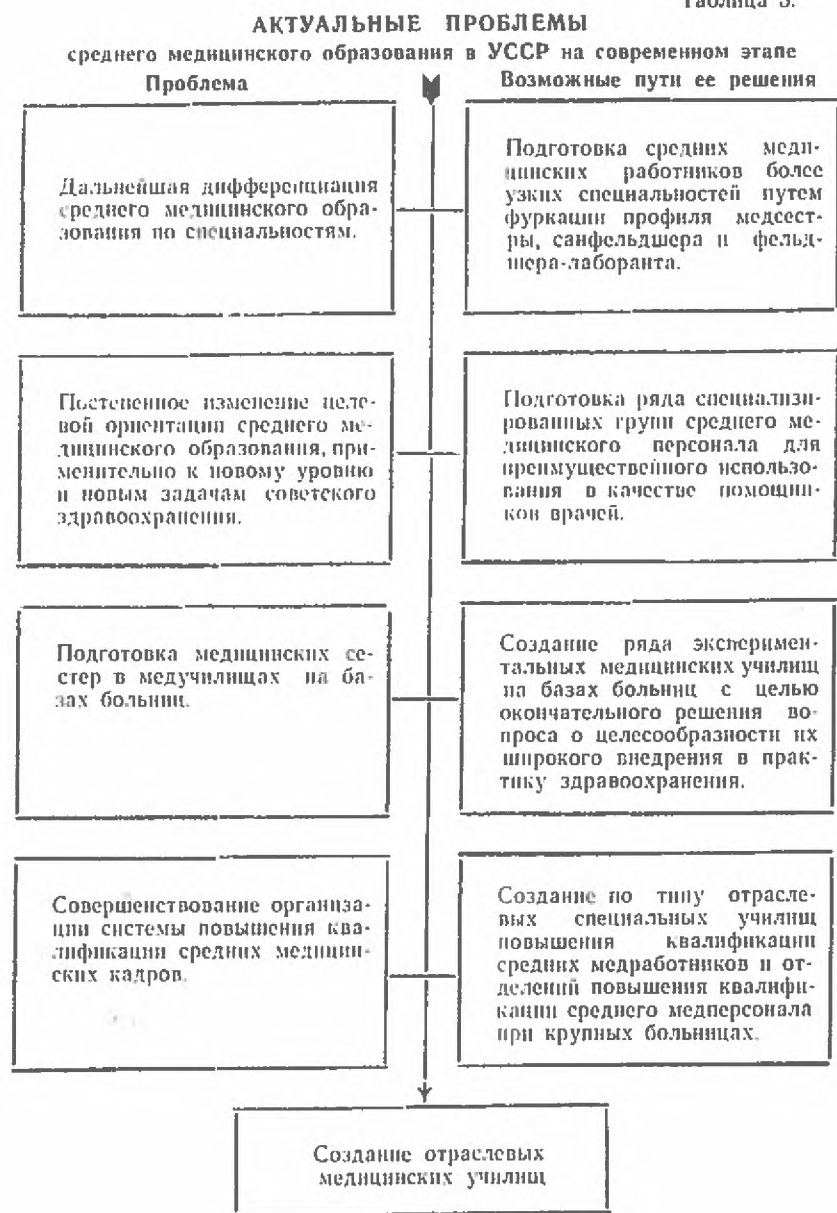 Таблица 3.
АКТУАЛЬНЫЕ ПРОБЛЕМЫ
среднего медицинского образования в УССР на современном этапе
Проблема
Возможные пути ее решения
Дальнейшая дифференциация
среднего медицинского обра-
зования по специальностям.
Подготовка средних меди-
цинских работников более
узких специальностей путем
фуркации профиля медсест-
ры, санфельдшера и фельд-
шера-лаборанта.
Постепенное изменение целе-
вой ориентации среднего ме-
дицинского образования, при-
менительно к новому уровню
и новым задачам советского
здравоохранения.
Подготовка ряда специализи-
рованных групп среднего ме-
дицинского персонала для
преимущественного использо-
вания в качестве помощни-
ков врачей.
Подготовка медицинских се-
стер в медучилищах на ба-
зах больниц.
Создание ряда эксперимен-
тальных медицинских училищ
на базах больниц с целью
окончательного решения во-
проса о целесообразности их
широкого внедрения в прак-
тику здравоохранения.
Совершенствование организа-
ции системы повышения ква-
лификации средних медицин-
ских кадров.
Создание по типу отрасле-
вых специальных училищ
повышения квалификации
средних медработников и от-
делений повышения квалифи-
кации среднего медперсонала
при крупных больницах.
Создание отраслевых
медицинских училищ